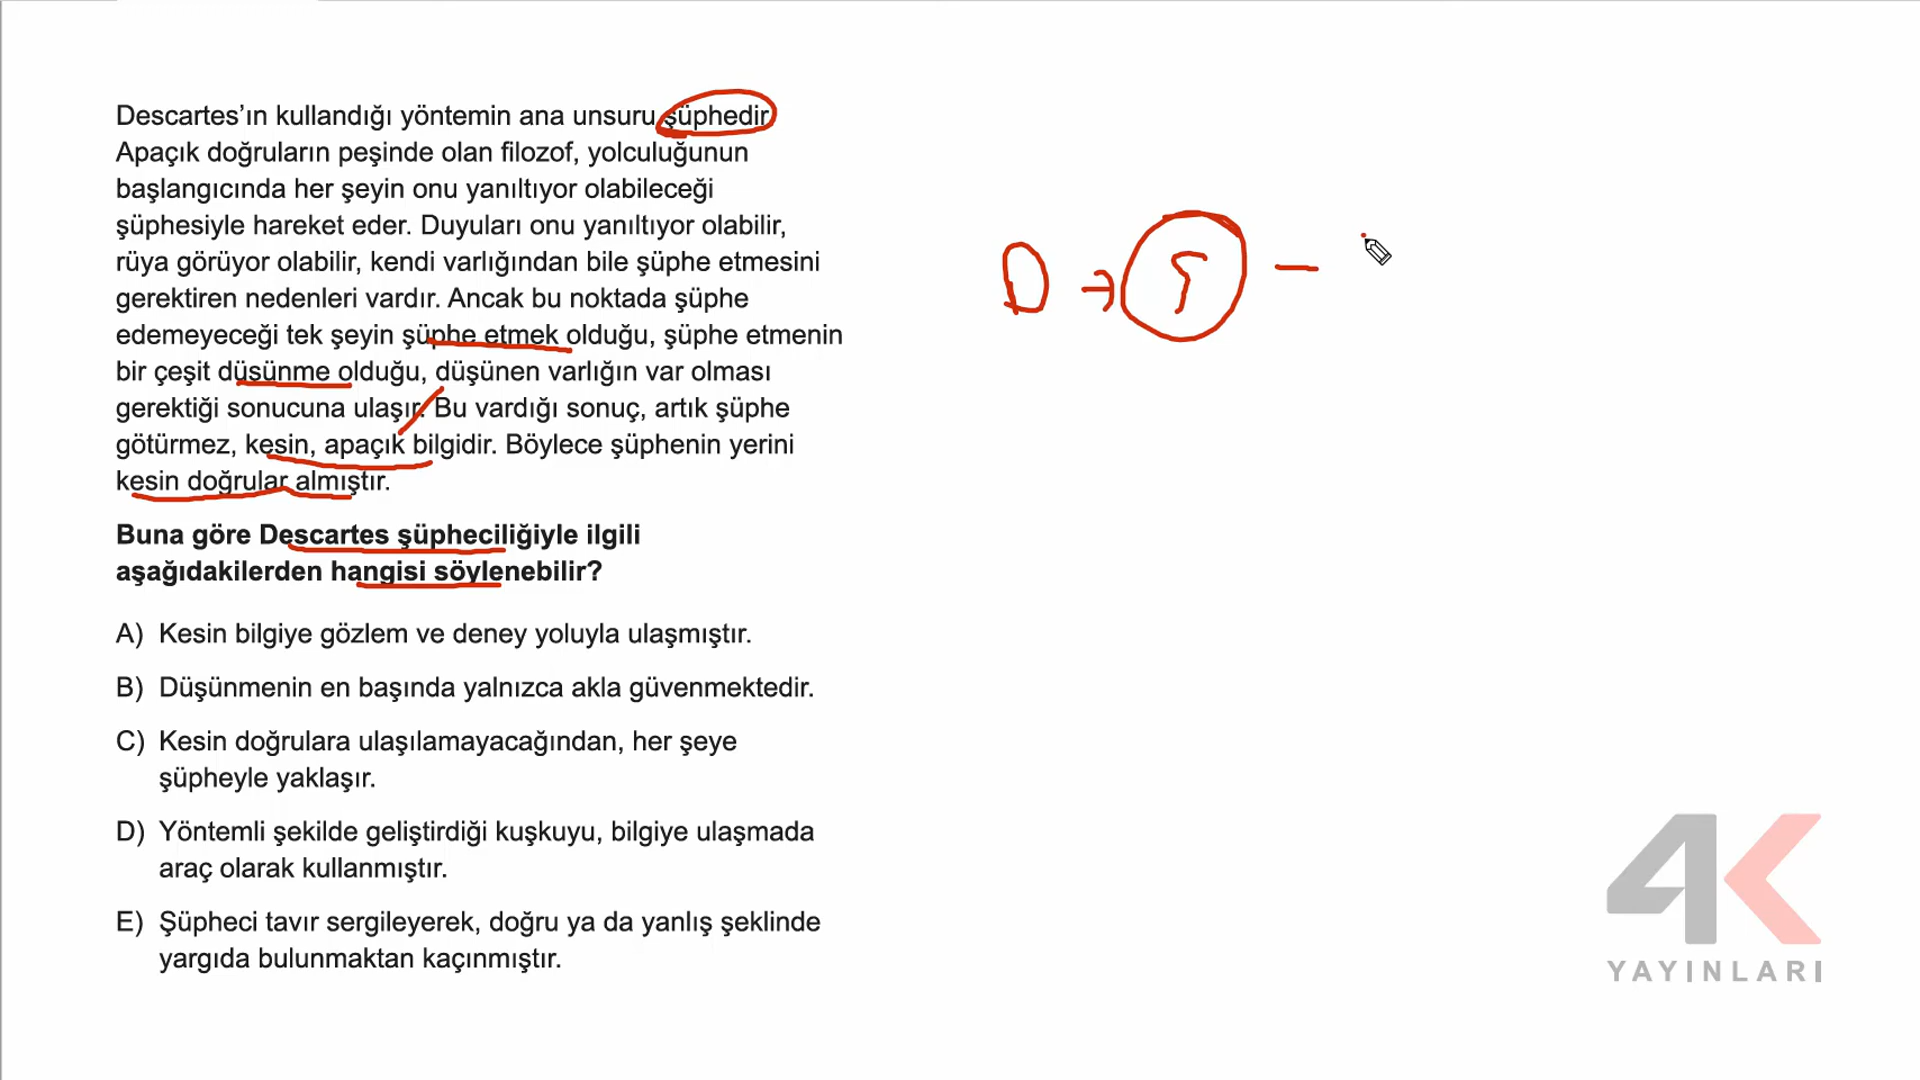 Descartes’ın kullandığı yöntemin ana unsuru şüphedir
Apaçık doğruların peşinde olan filozof, yolculuğunun
başlangıcında her şeyin onu yanıltıyor olabileceği
şüphesiyle hareket eder. Duyuları onu yanıltıyor olabilir,
rüya görüyor olabilir, kendi varlığından bile şüphe etmesini
gerektiren nedenleri vardır. Ancak bu noktada şüphe
edemeyeceği tek şeyin şüphe etmek olduğu, şüphe etmenin
bir çeşit düşünme olduğu, düşünen varlığın var olması
gerektiği sonucuna ulaşır. Bu vardığı sonuç, artık şüphe
götürmez, kesin, apaçık bilgidir. Böylece şüphenin yerini
kesin doğrular almıştır.
Buna göre Descartes şüpheciliğiyle ilgili
aşağıdakilerden hangisi söylenebilir?
A) Kesin bilgiye gözlem ve deney yoluyla ulaşmıştır.
B) Düşünmenin en başında yalnızca akla güvenmektedir.
C) Kesin doğrulara ulaşılamayacağından, her şeye
şüpheyle yaklaşır.
D) Yöntemli şekilde geliştirdiği kuşkuyu, bilgiye ulaşmada
araç olarak kullanmıştır.
E) Şüpheci tavır sergileyerek, doğru ya da yanlış şeklinde
yargıda bulunmaktan kaçınmıştır.
D → Ş —
4K
YAYINLARI